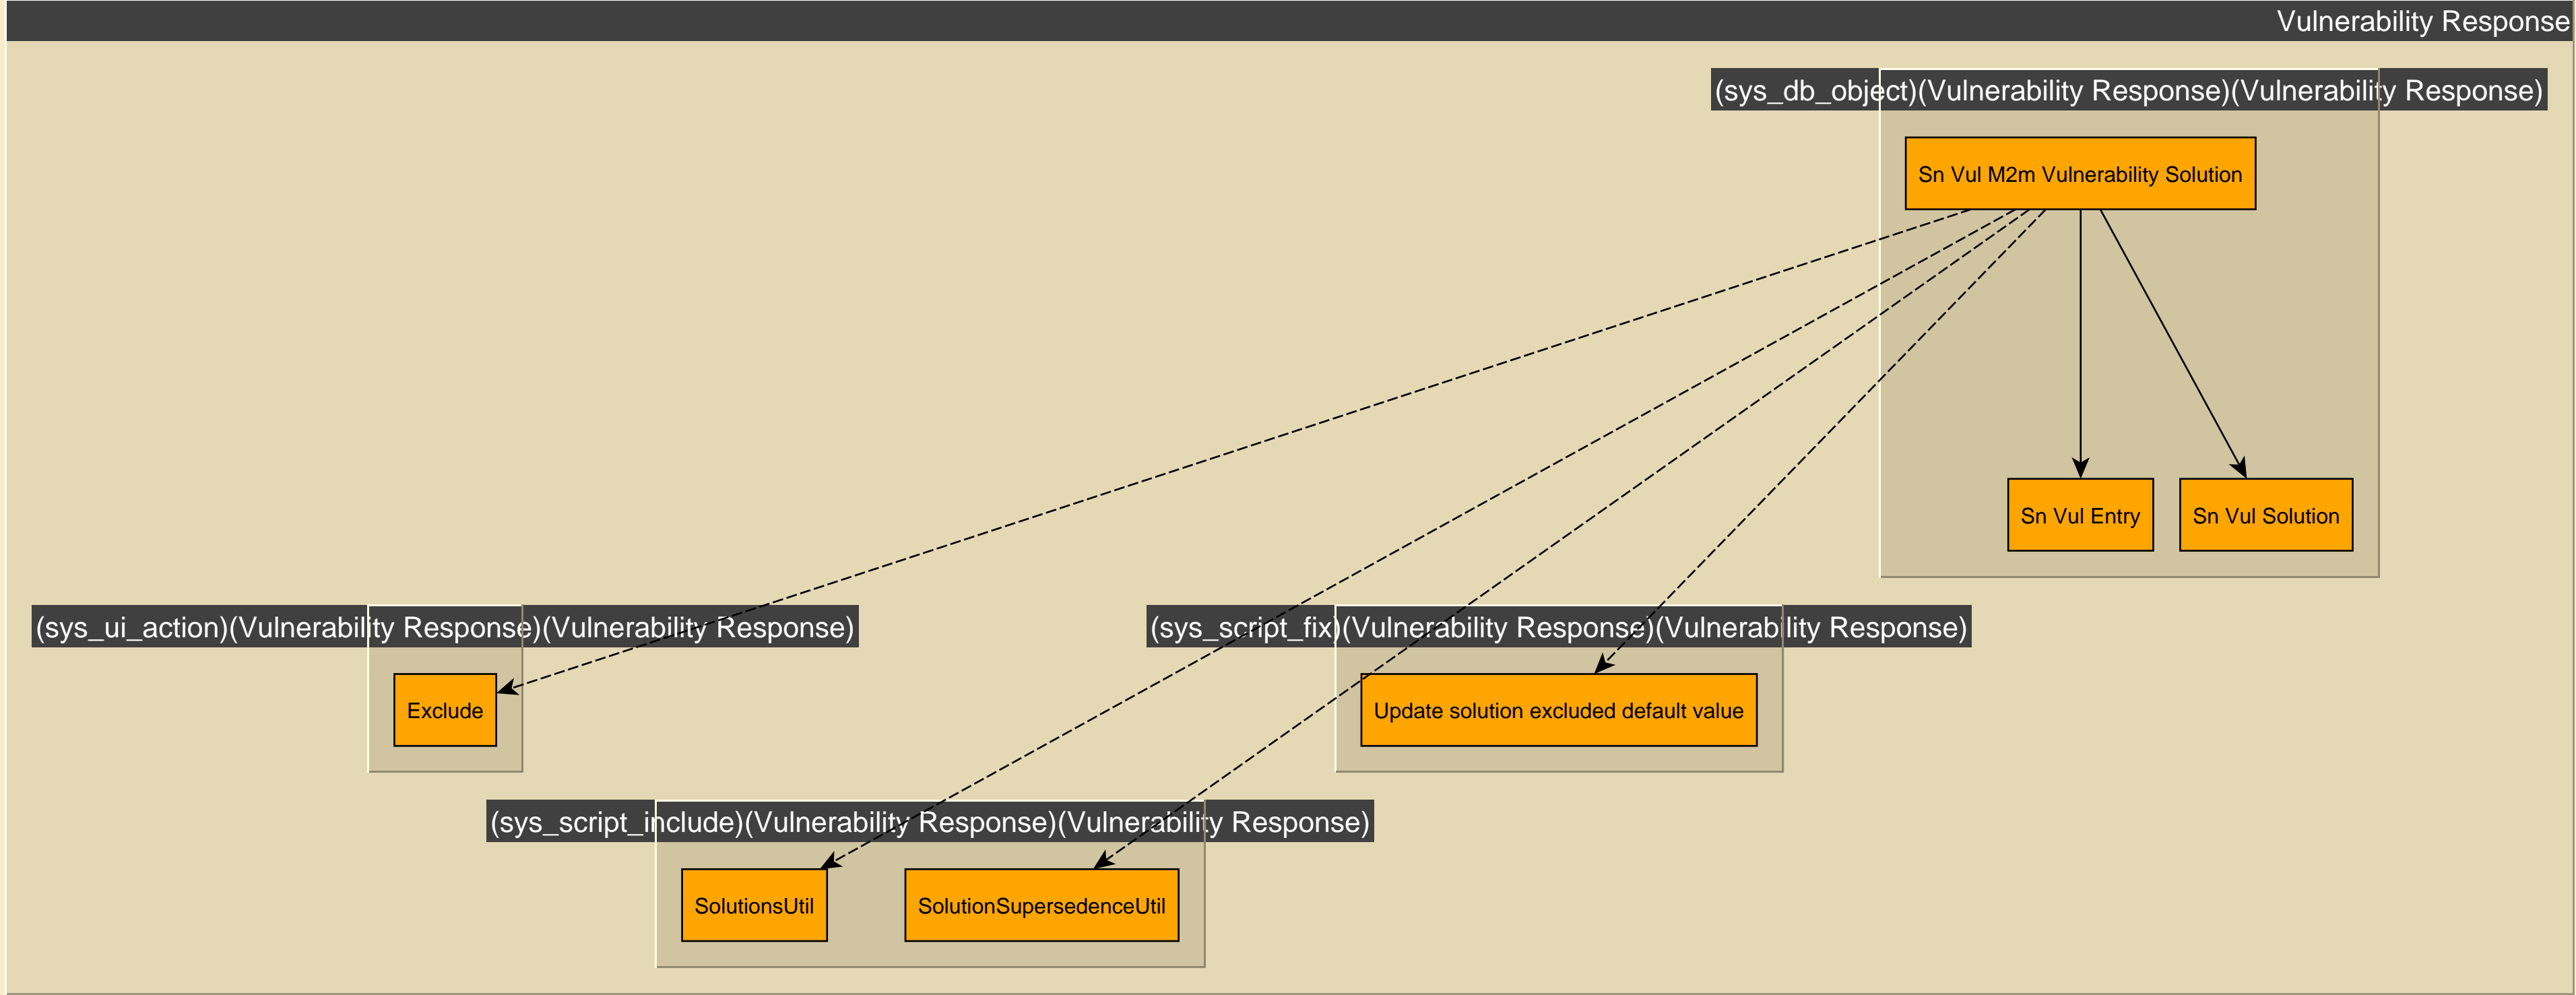 Vulnerability Response
(sys_db_object)(Vulnerability Response)(Vulnerability Response)
Sn Vul M2m Vulnerability Solution
Sn Vul Entry
Sn Vul Solution
(sys_ui_action)(Vulnerability Response)(Vulnerability Response)
(sys_script_fix)(Vulnerability Response)(Vulnerability Response)
Exclude
Update solution excluded default value
(sys_script_include)(Vulnerability Response)(Vulnerability Response)
SolutionsUtil
SolutionSupersedenceUtil